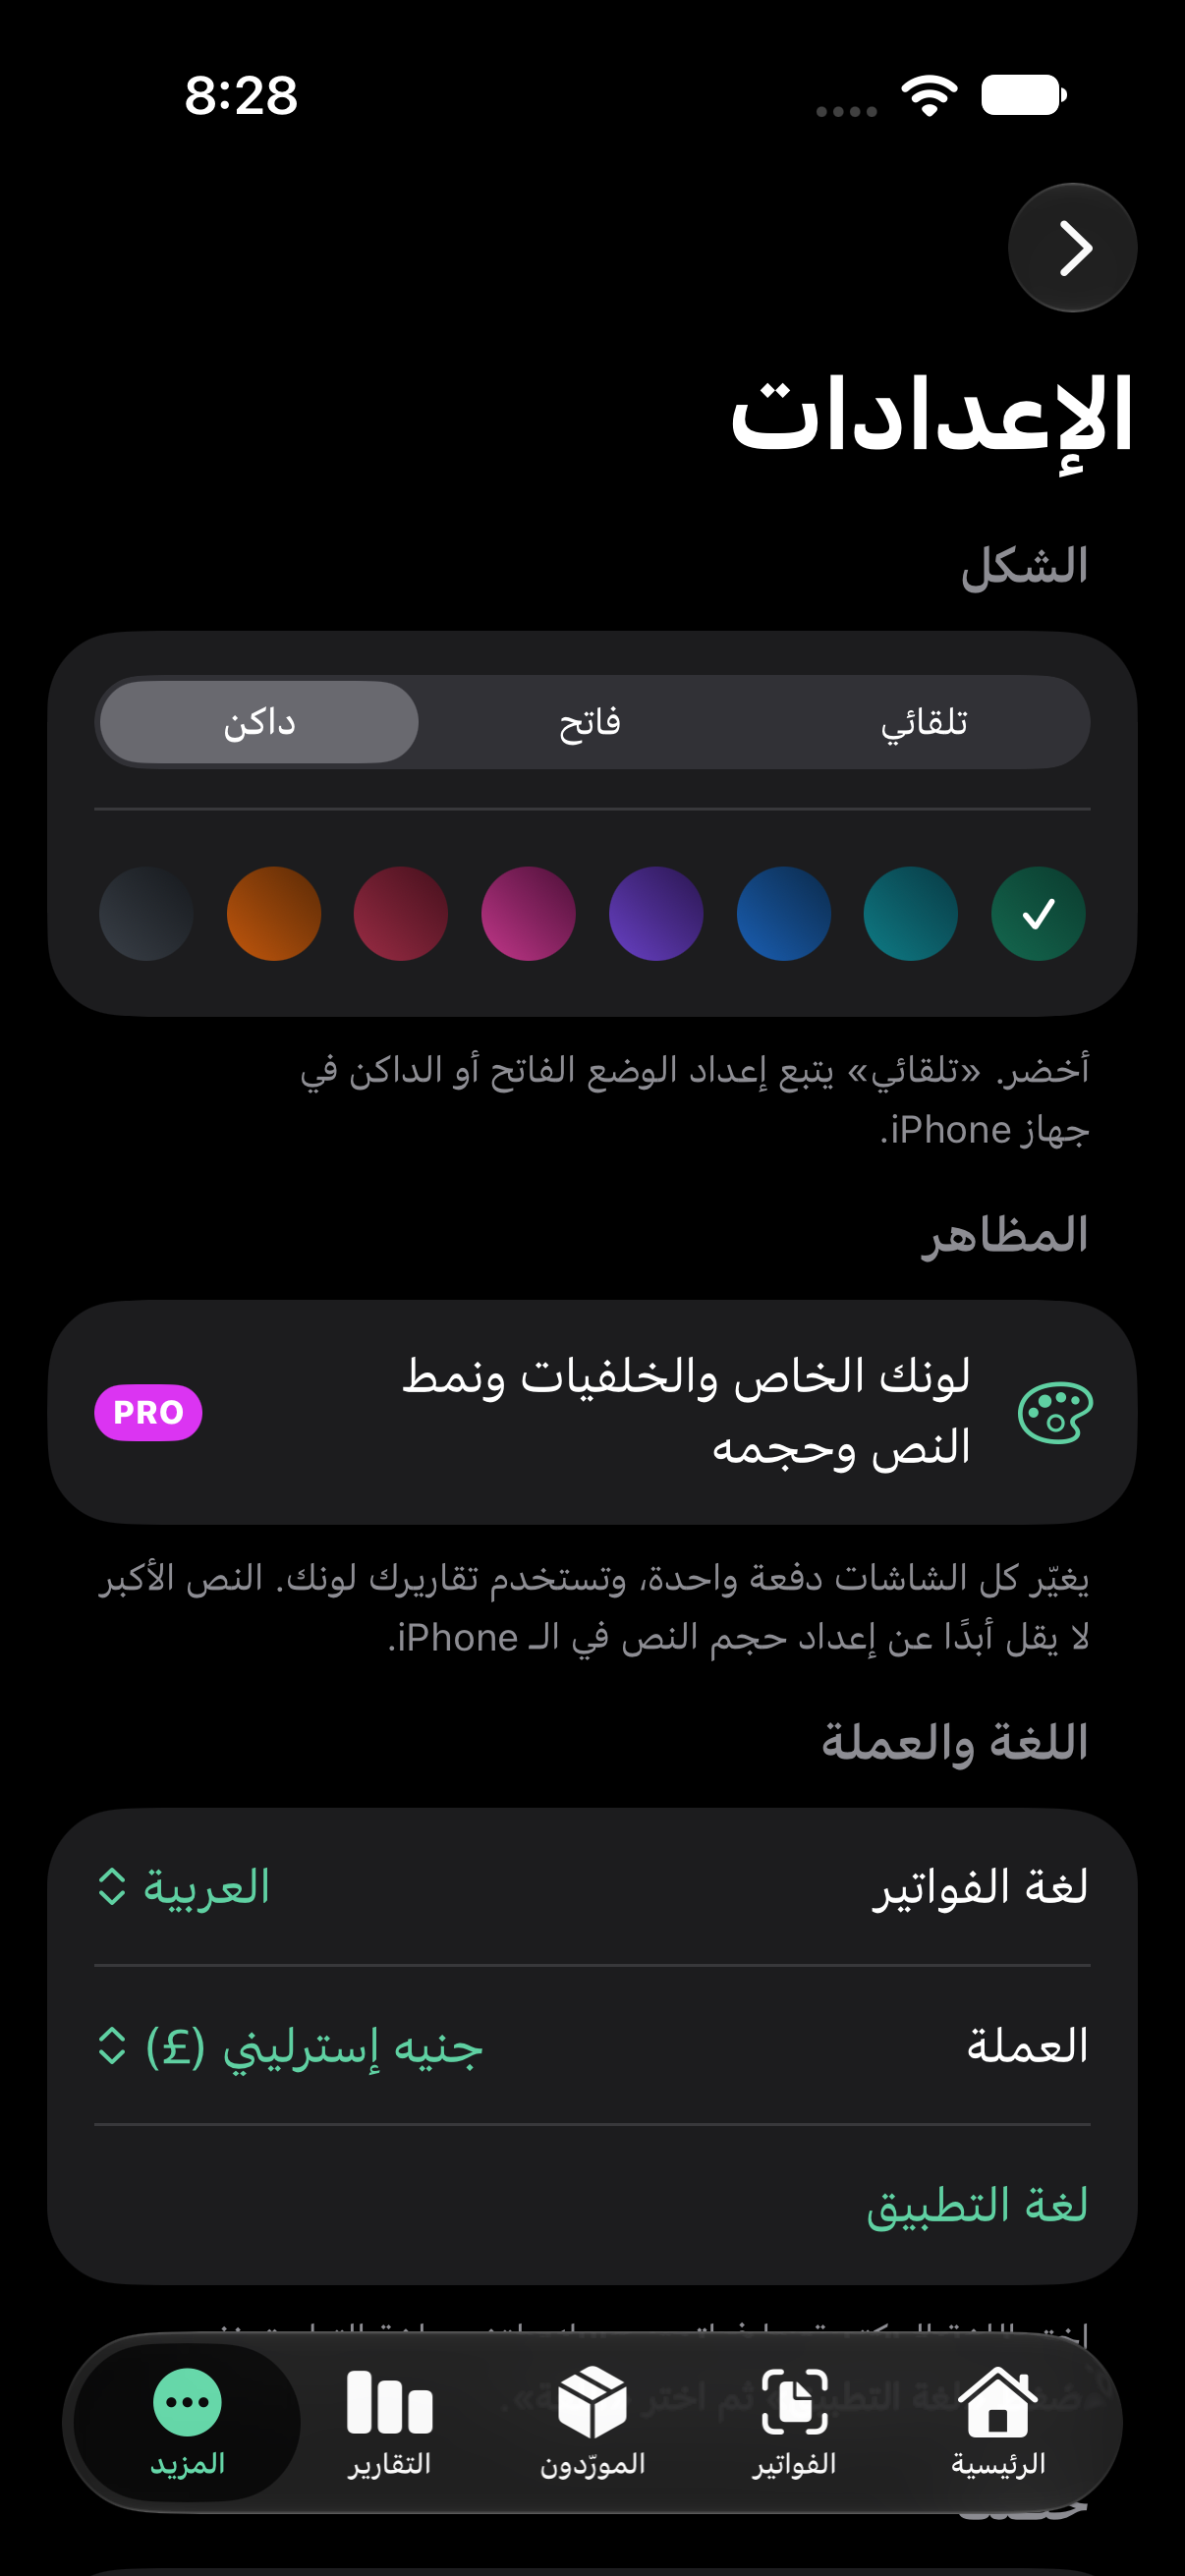 8:28
الإعدادات
الشكل
تلقائي
فاتح
داكن
أخضر. «تلقائي» يتبع إعداد الوضع الفاتح أو الداكن في
جهاز iPhone.
المظاهر
لونك الخاص والخلفيات ونمط
النص وحجمه
PRO
يغيّر كل الشاشات دفعة واحدة، وتستخدم تقاريرك لونك. النص الأكبر
لا يقل أبدًا عن إعداد حجم النص في الـ iPhone.
اللغة والعملة
لغة الفواتير
العربية
العملة
جنيه إسترليني (£)
لغة التطبيق
الرئيسية
الفواتير
المورّدون
التقارير
المزيد